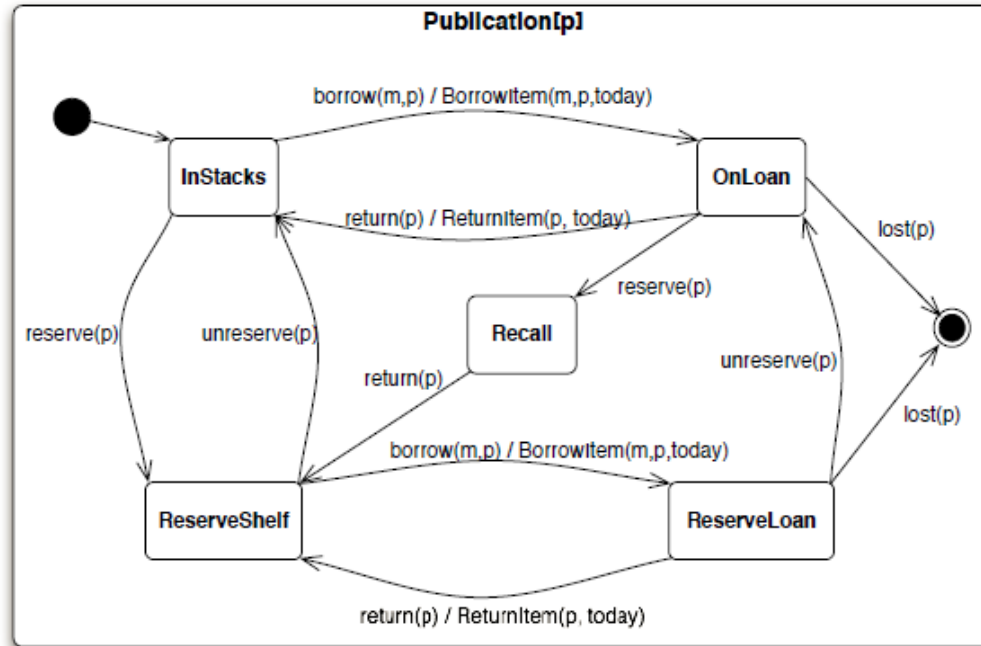 Publication[p]
borrow(m,p) / BorrowItem(m,p,today)
InStacks
OnLoan
return(p) / ReturnItem(p, today)
lost(p)
reserve(p)
Recall
reserve(p)
unreserve(p)
unreserve(p)
return(p)
lost(p)
borrow(m,p) / BorrowItem(m,p,today)
ReserveShelf
ReserveLoan
return(p) / ReturnItem(p, today)